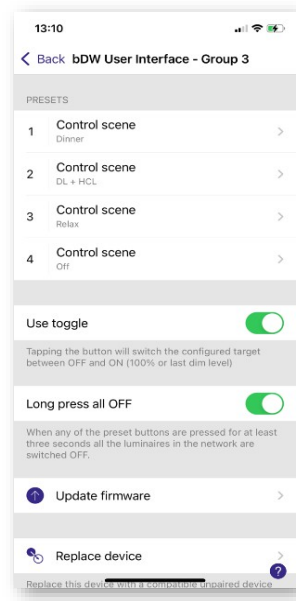 13:10
Back bDW User Interface - Group 3
PRESETS
1 Control scene
Dinner
2 Control scene
DL + HCL
3 Control scene
Relax
4 Control scene
Off
Use toggle
Tapping the button will switch the configured target
between OFF and ON (100% or last dim level)
Long press all OFF
When any of the preset buttons are pressed for at least
three seconds all the luminaires in the network are
switched OFF.
Update firmware
Replace device
?
Replace this device with a compatible unpaired device